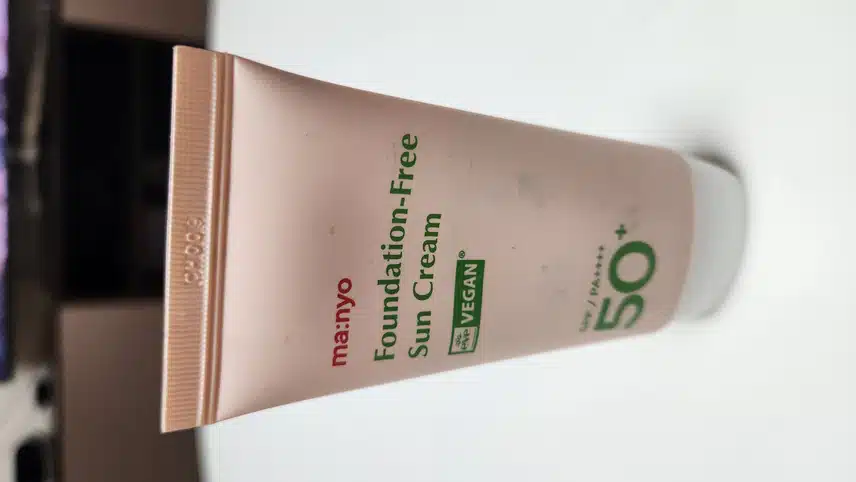 ma:nyo
Foundation-Free
Sun Cream
VEGAN®
SPF / PA++++
50+